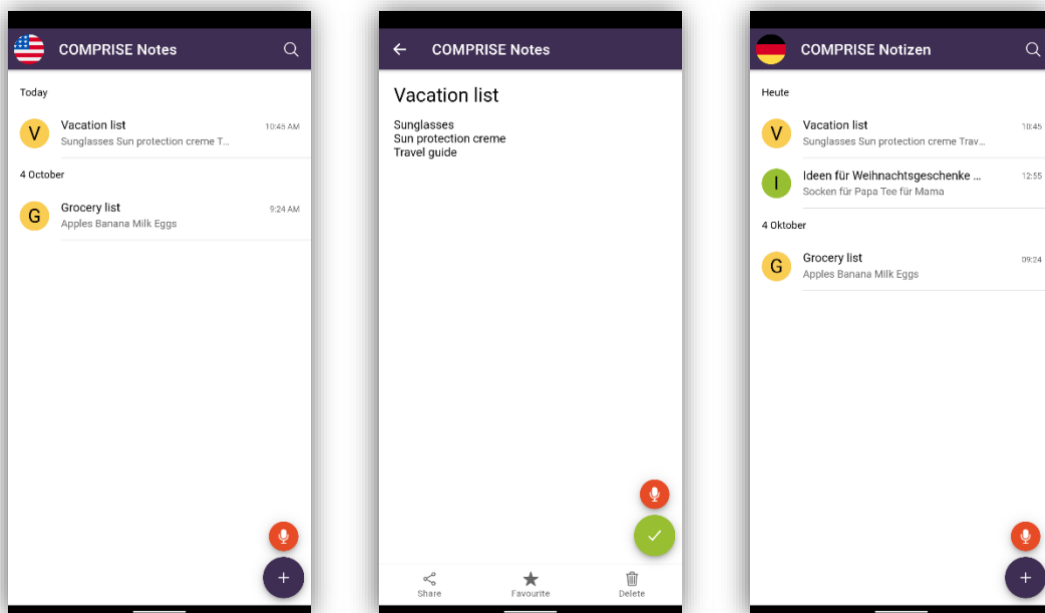 COMPRISE Notes
Today
V
Vacation list
10:45 AM
Sunglasses Sun protection creme T...
4 October
G
Grocery list
9:24 AM
Apples Banana Milk Eggs
COMPRISE Notes
Vacation list
Sunglasses
Sun protection creme
Travel guide
Share
Favourite
Delete
COMPRISE Notizen
Heute
V
Vacation list
10:45
Sunglasses Sun protection creme Trav...
I
Ideen für Weihnachtsgeschenke ...
12:55
Socken für Papa Tee für Mama
4 Oktober
G
Grocery list
09:24
Apples Banana Milk Eggs